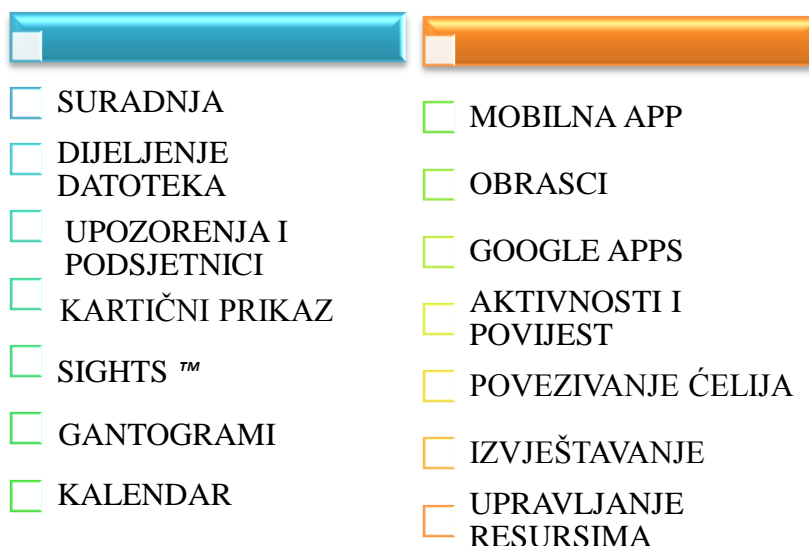 SURADNJA
DIJELJENJE
DATOTEKA
UPOZORENJA I
PODSJETNICI
KARTIČNI PRIKAZ
SIGHTS ™
GANTOGRAMI
KALENDAR
MOBILNA APP
OBRASCI
GOOGLE APPS
AKTIVNOSTI I
POVIJEST
POVEZIVANJE ĆELIJA
IZVJEŠTAVANJE
UPRAVLJANJE
RESURSIMA